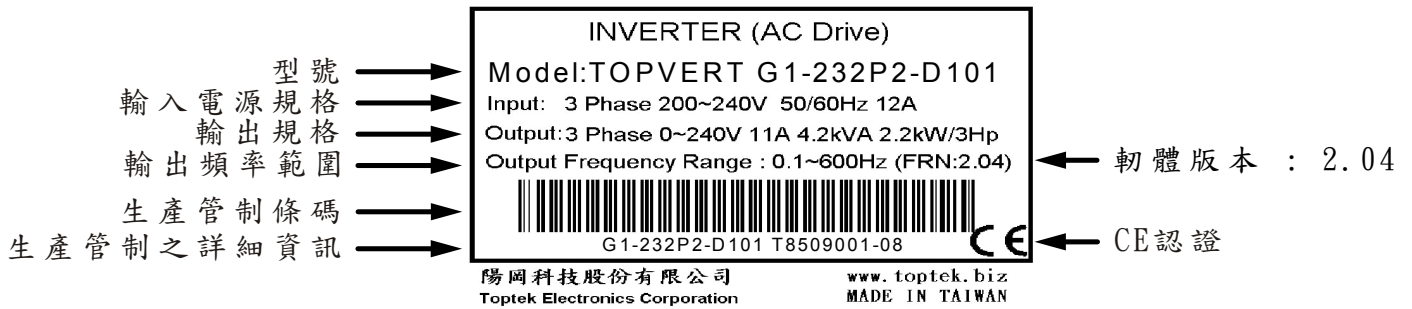 INVERTER (AC Drive)
型號 Model:TOPVERT G1-232P2-D101
輸入電源規格 Input: 3 Phase 200~240V 50/60Hz 12A
輸出規格 Output:3 Phase 0~240V 11A 4.2kVA 2.2kW/3Hp
輸出頻率範圍 Output Frequency Range : 0.1~600Hz (FRN:2.04) 軔體版本 : 2.04
生產管制條碼
生產管制之詳細資訊 G1-232P2-D101 T8509001-08 CE CE認證
陽岡科技股份有限公司 www.toptek.biz
Toptek Electronics Corporation MADE IN TAIWAN